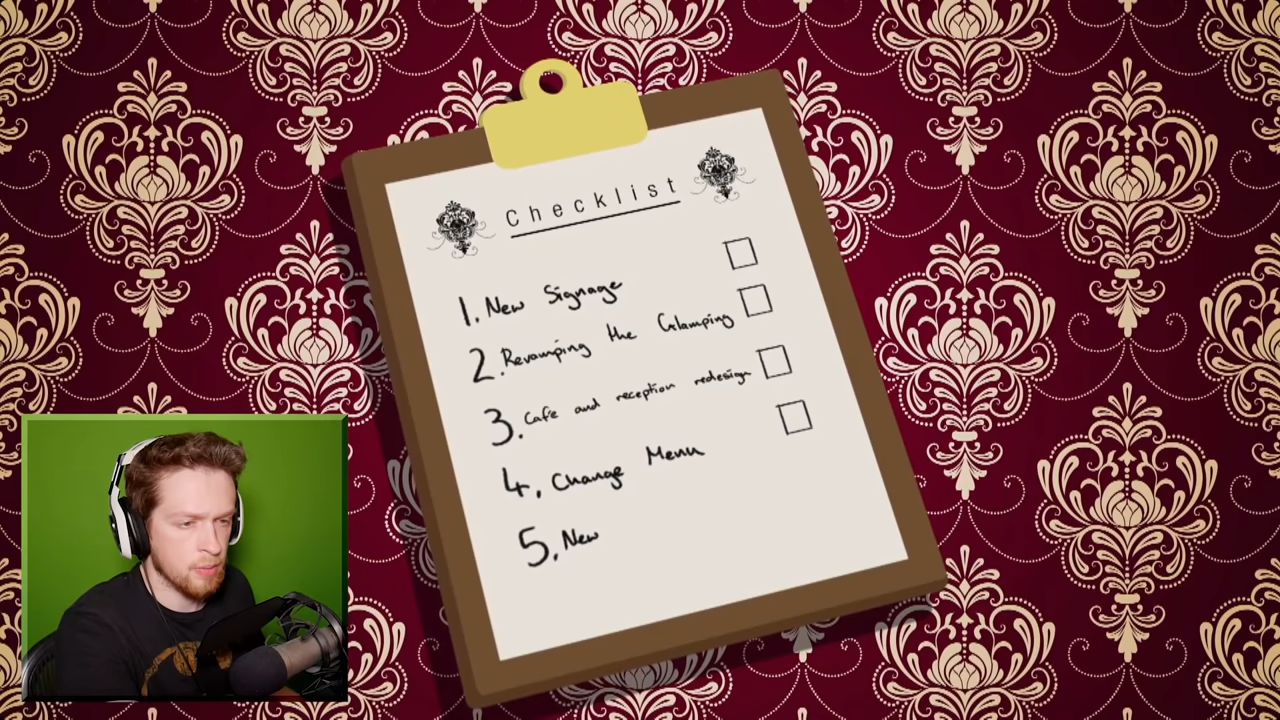 Checklist
1. New Signage
2. Revamping the Glamping
3. Cafe and reception redesign
4. Change Menu
5. New